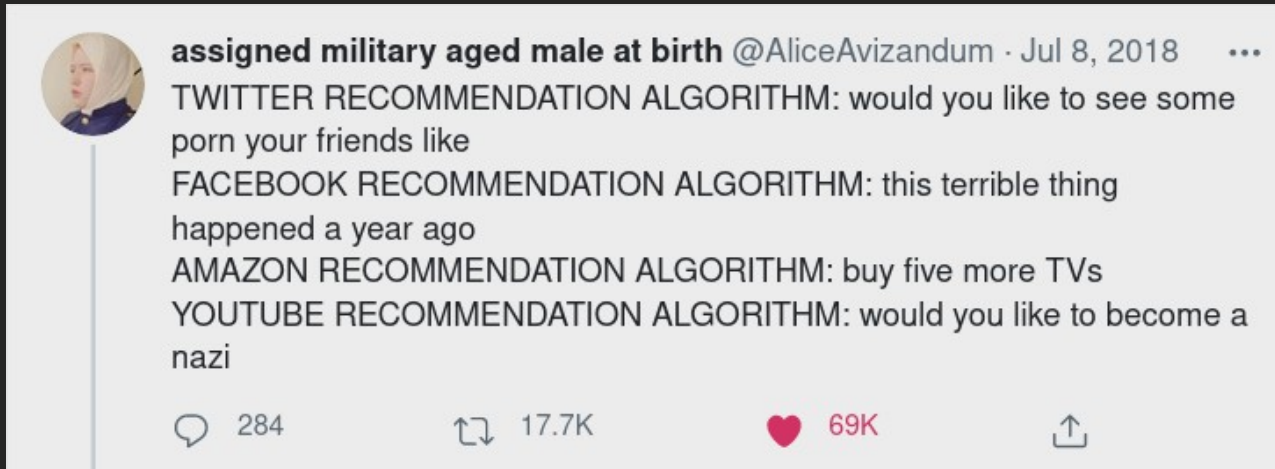 assigned military aged male at birth @AliceAvizandum · Jul 8, 2018 ...
TWITTER RECOMMENDATION ALGORITHM: would you like to see some
porn your friends like
FACEBOOK RECOMMENDATION ALGORITHM: this terrible thing
happened a year ago
AMAZON RECOMMENDATION ALGORITHM: buy five more TVs
YOUTUBE RECOMMENDATION ALGORITHM: would you like to become a
nazi
284 17.7K 69K